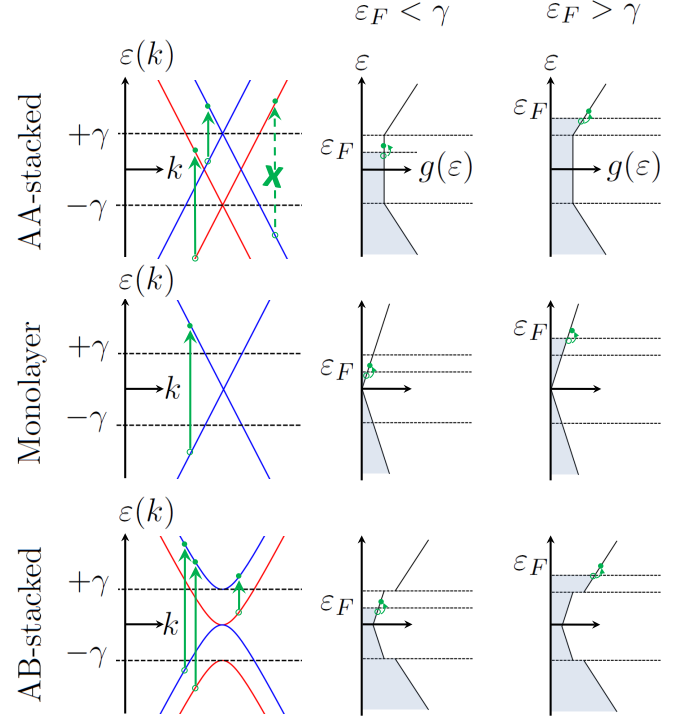 ε_F < γ
ε_F > γ
AA-stacked
ε(k)
+γ
−γ
k
X
ε_F
ε
ε_F
g(ε)
ε
g(ε)
Monolayer
ε(k)
+γ
−γ
k
ε_F
ε_F
AB-stacked
ε(k)
+γ
−γ
k
ε_F
ε_F